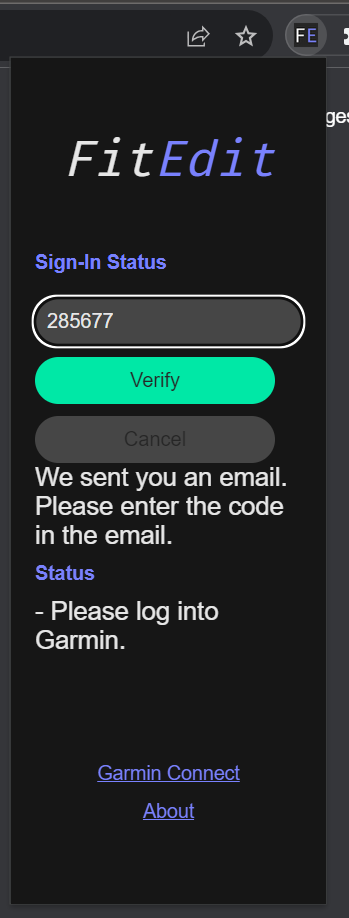 FE
ges
FitEdit
Sign-In Status
285677
Verify
Cancel
We sent you an email.
Please enter the code
in the email.
Status
- Please log into
Garmin.
Garmin Connect
About